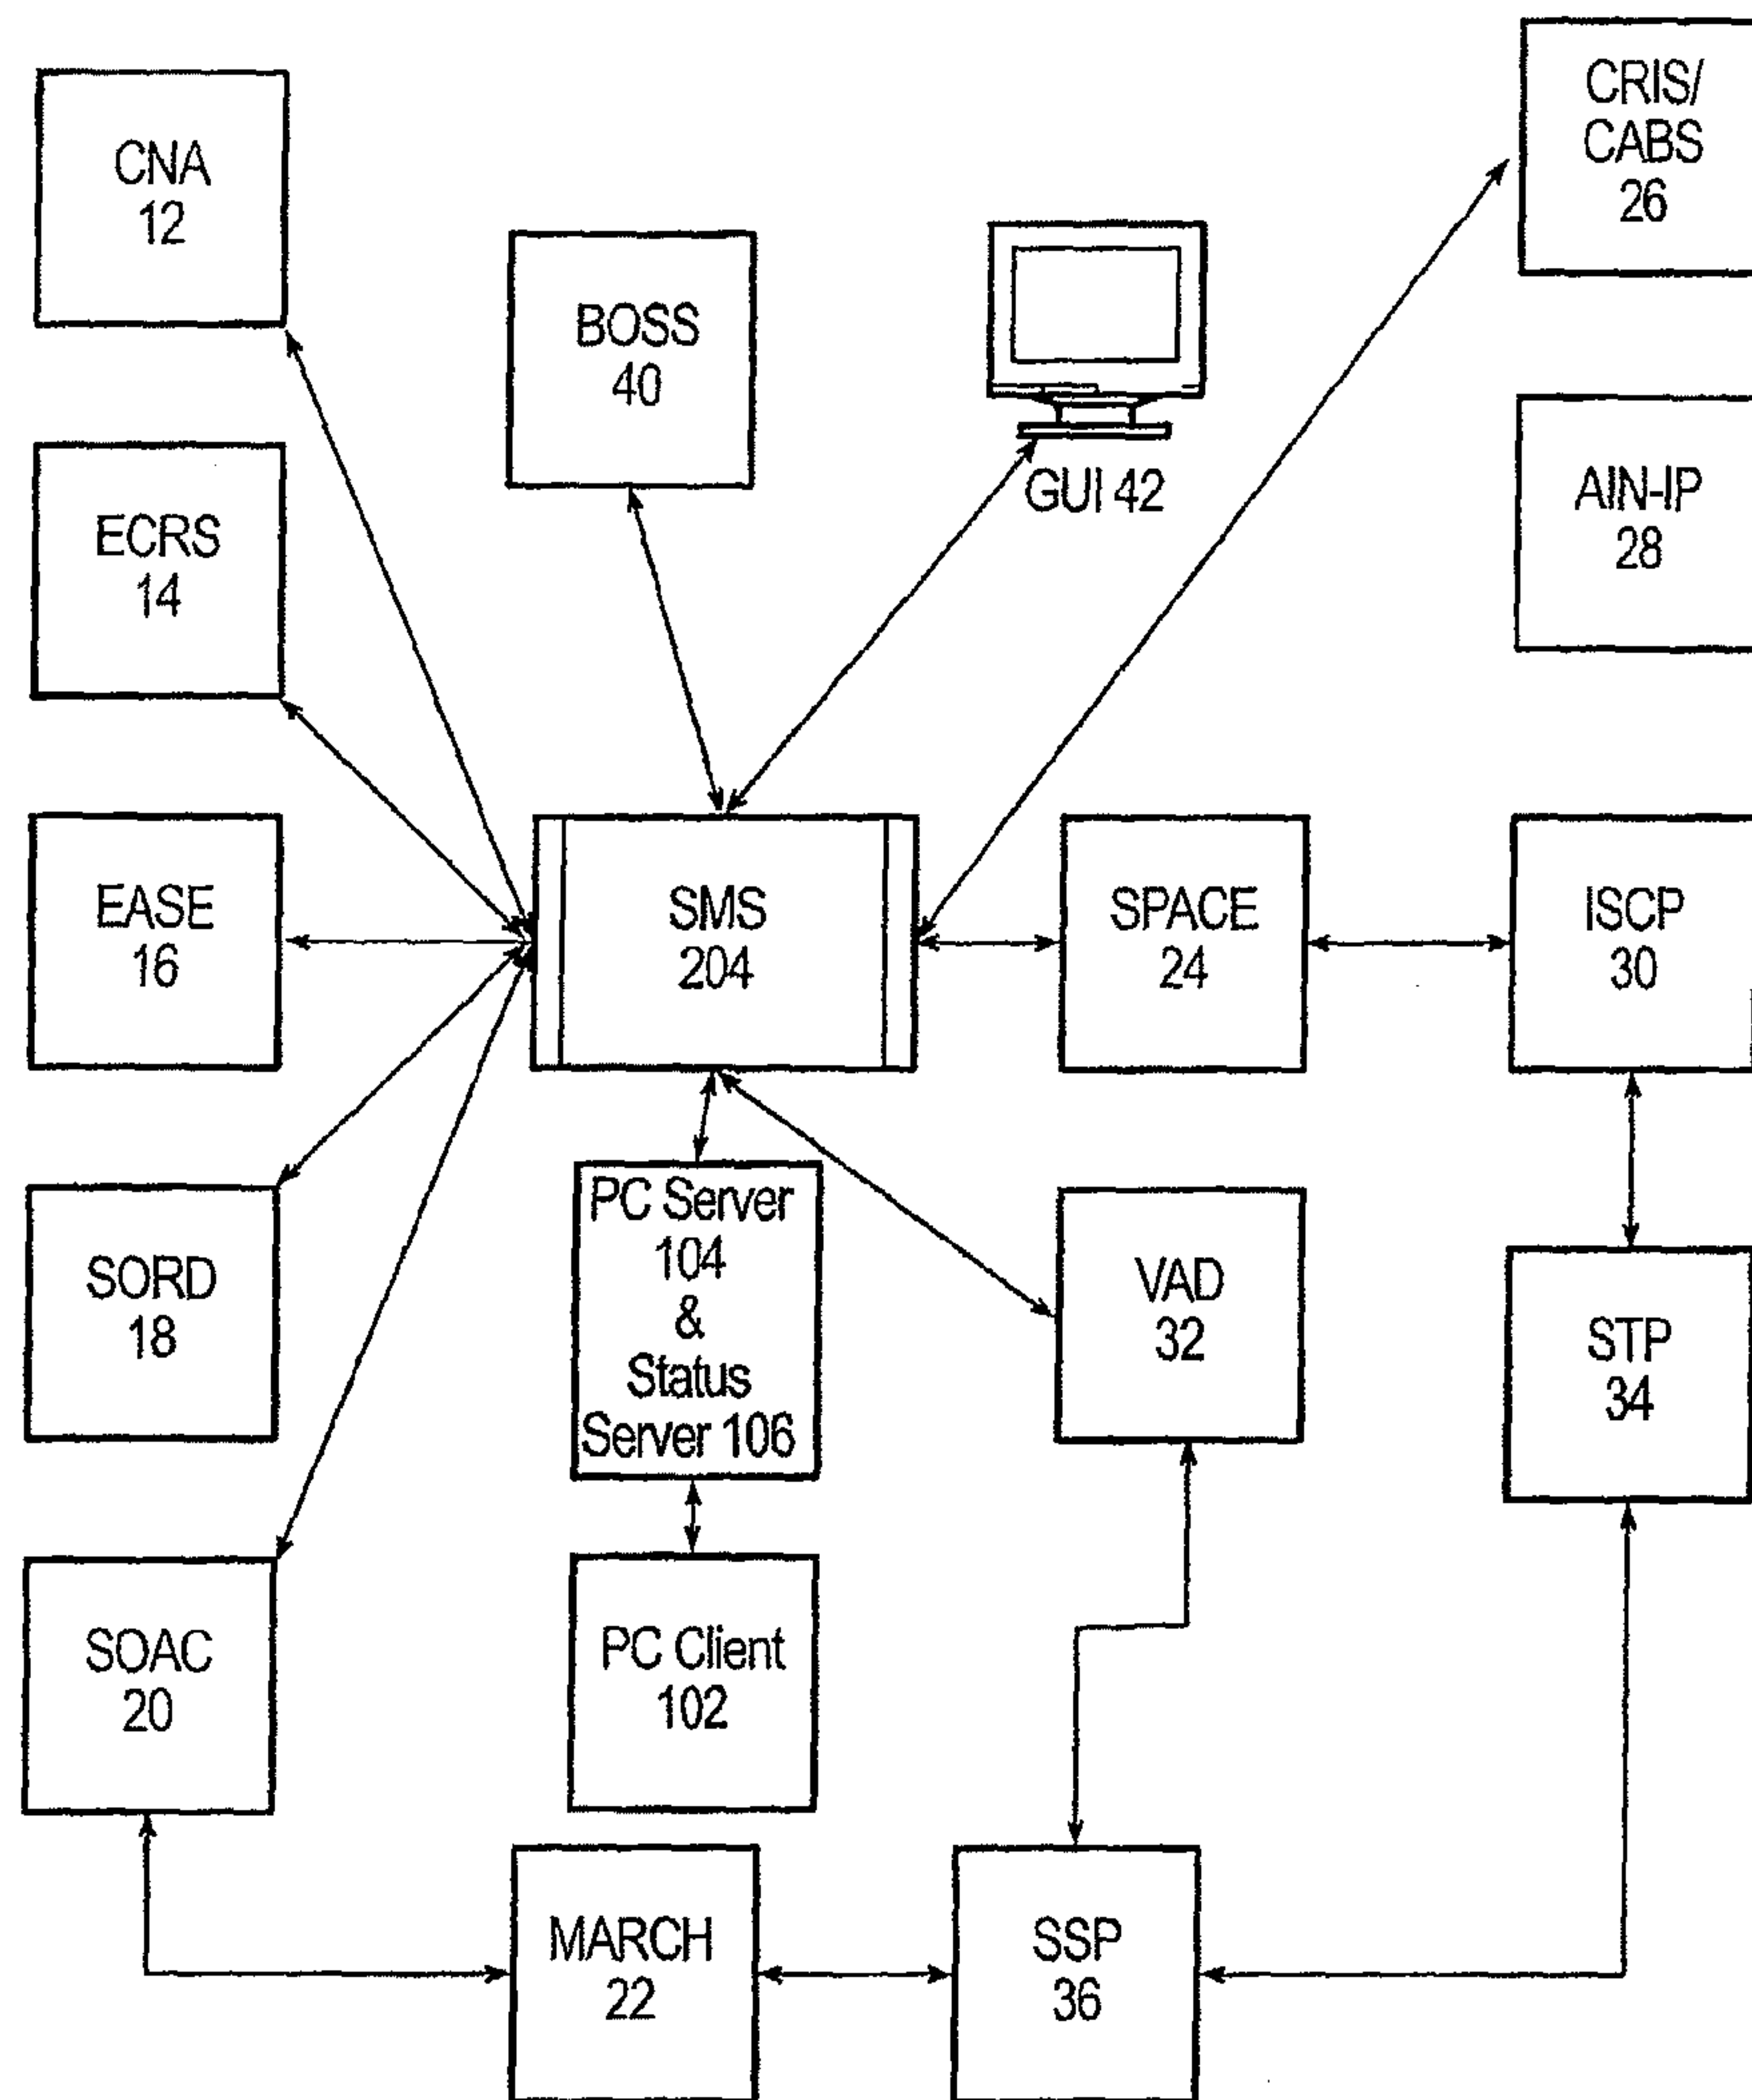 CNA
12
CRIS/
CABS
26
BOSS
40
GUI 42
ECRS
14
AIN-IP
28
EASE
16
SMS
204
SPACE
24
ISCP
30
SORD
18
PC Server
104
&
Status
Server 106
VAD
32
STP
34
SOAC
20
PC Client
102
MARCH
22
SSP
36